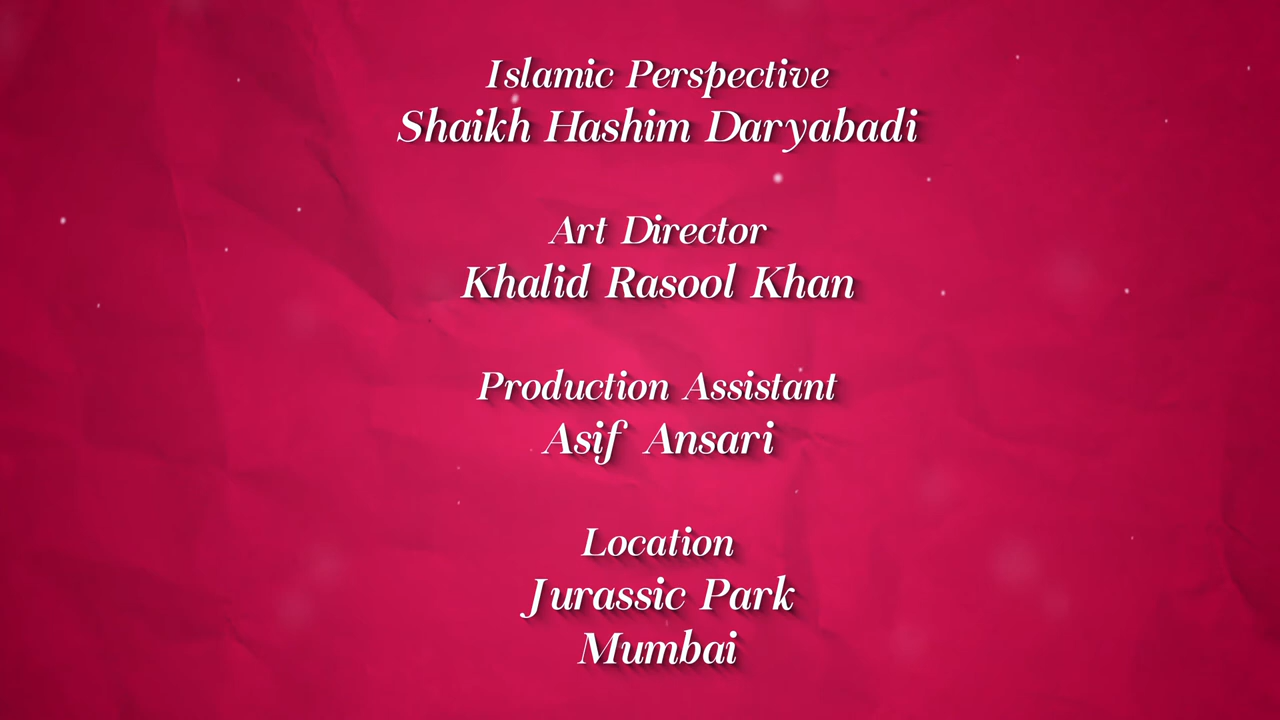 Islamic Perspective
Shaikh Hashim Daryabadi
Art Director
Khalid Rasool Khan
Production Assistant
Asif Ansari
Location
Jurassic Park
Mumbai